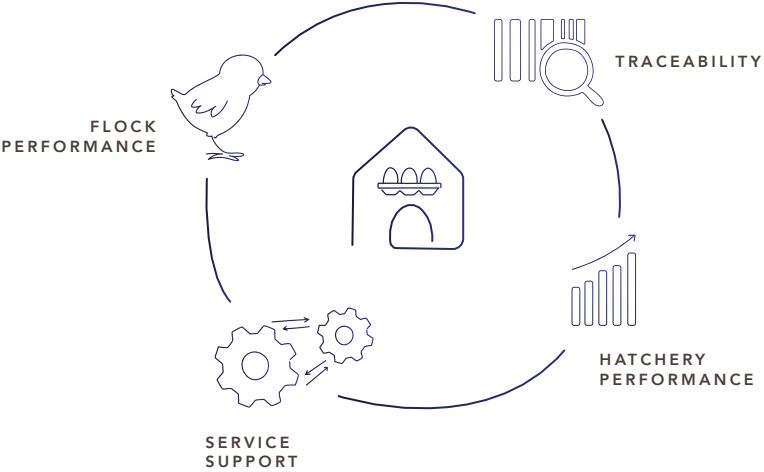 TRACEABILITY
FLOCK
PERFORMANCE
HATCHERY
PERFORMANCE
SERVICE
SUPPORT